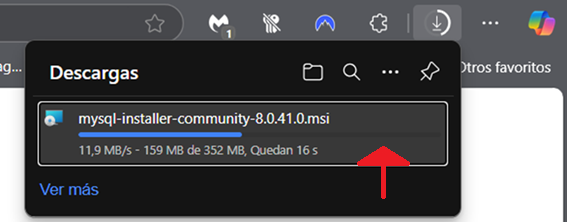 1
ag...
Otros favoritos
Descargas
mysql-installer-community-8.0.41.0.msi
11,9 MB/s - 159 MB de 352 MB, Quedan 16 s
Ver más